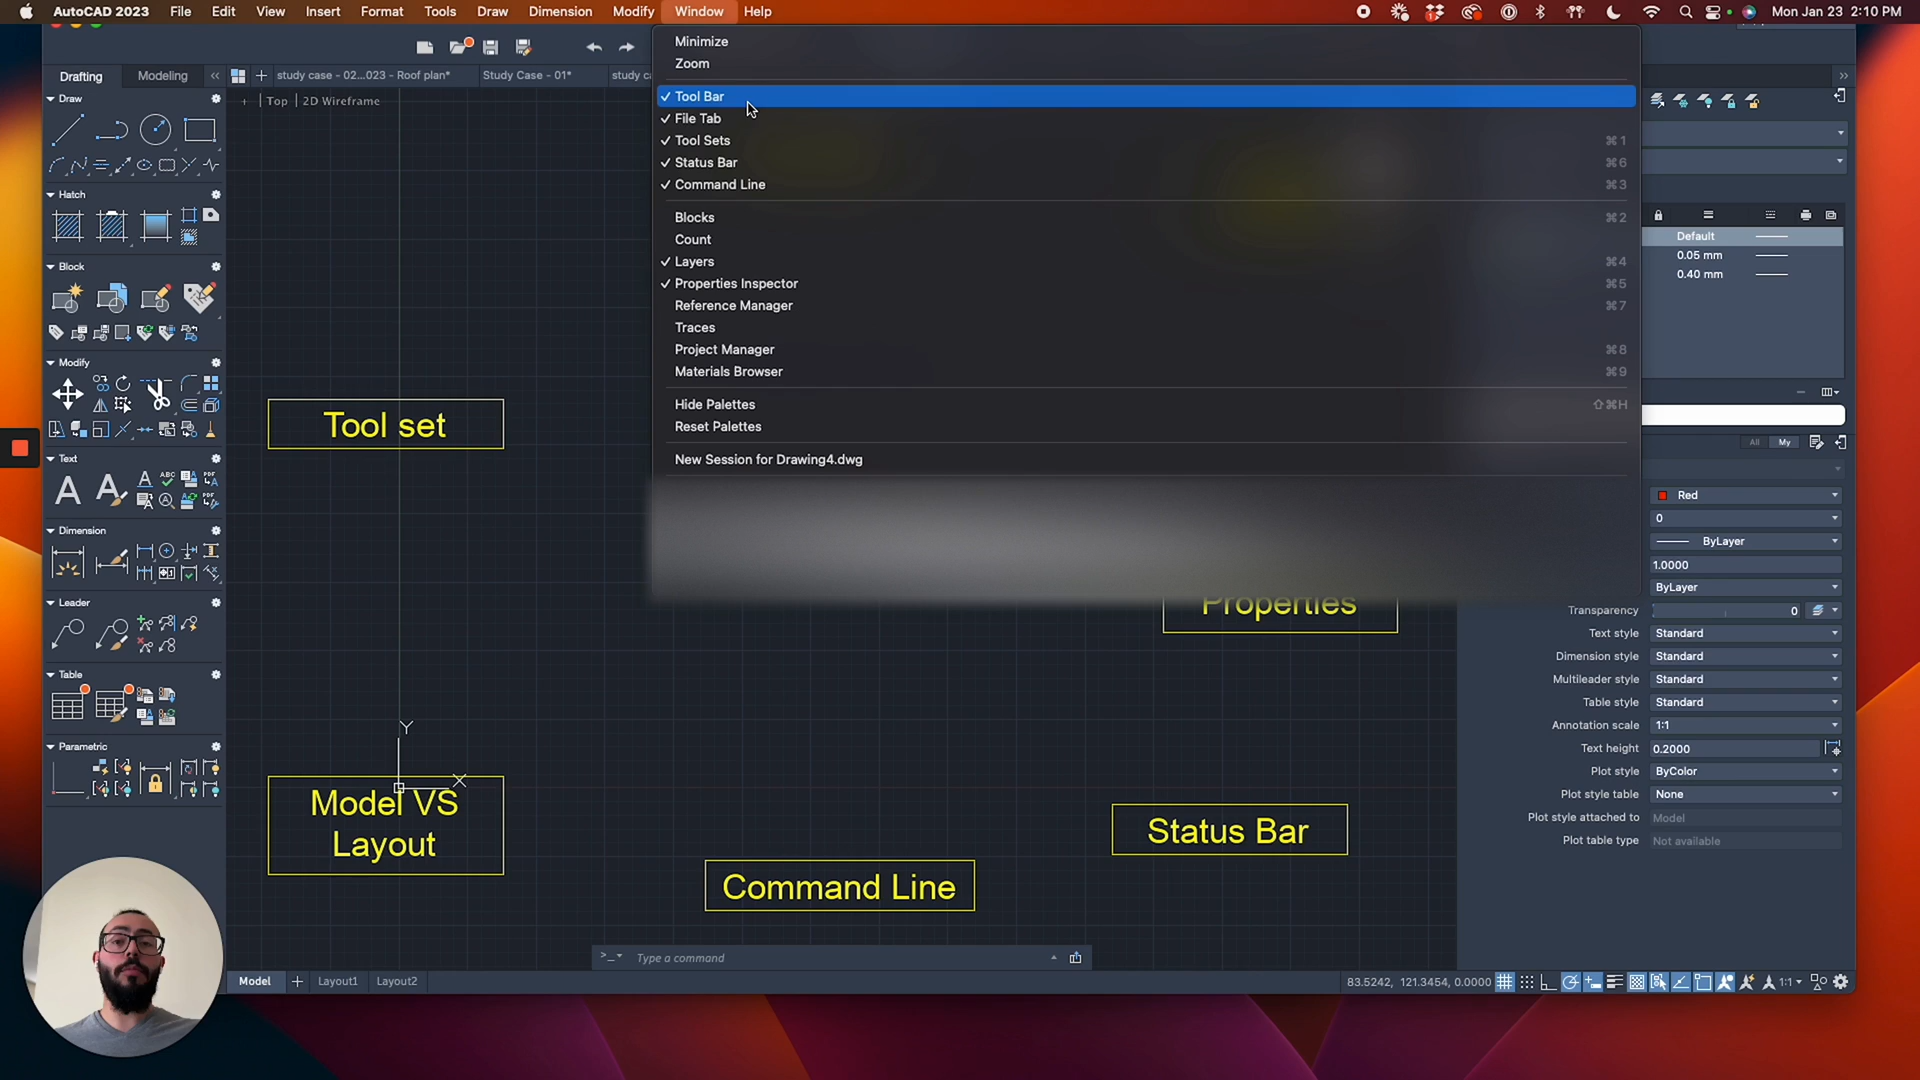 AutoCAD 2023 File Edit View Insert Format Tools Draw Dimension Modify Window Help Mon Jan 23 2:10 PM
Drafting Modeling « + study case - 02...023 - Roof plan* Study Case - 01* study ca »
+ | Top | 2D Wireframe
Draw
Hatch
Block
Modify
Text
Dimension
Leader
Table
Parametric
Minimize
Zoom
✓ Tool Bar
✓ File Tab
✓ Tool Sets ⌘1
✓ Status Bar ⌘6
✓ Command Line ⌘3
Blocks ⌘2
Count
✓ Layers ⌘4
✓ Properties Inspector ⌘5
Reference Manager ⌘7
Traces
Project Manager ⌘8
Materials Browser ⌘9
Hide Palettes ⇧⌘H
Reset Palettes
New Session for Drawing4.dwg
Default
0.05 mm
0.40 mm
All My
Red
0
ByLayer
1.0000
ByLayer
Transparency 0
Text style Standard
Dimension style Standard
Multileader style Standard
Table style Standard
Annotation scale 1:1
Text height 0.2000
Plot style ByColor
Plot style table None
Plot style attached to Model
Plot table type Not available
Tool set
Properties
Y
X
Model VS
Layout
Status Bar
Command Line
>_ Type a command
Model + Layout1 Layout2
83.5242, 121.3454, 0.0000 1:1